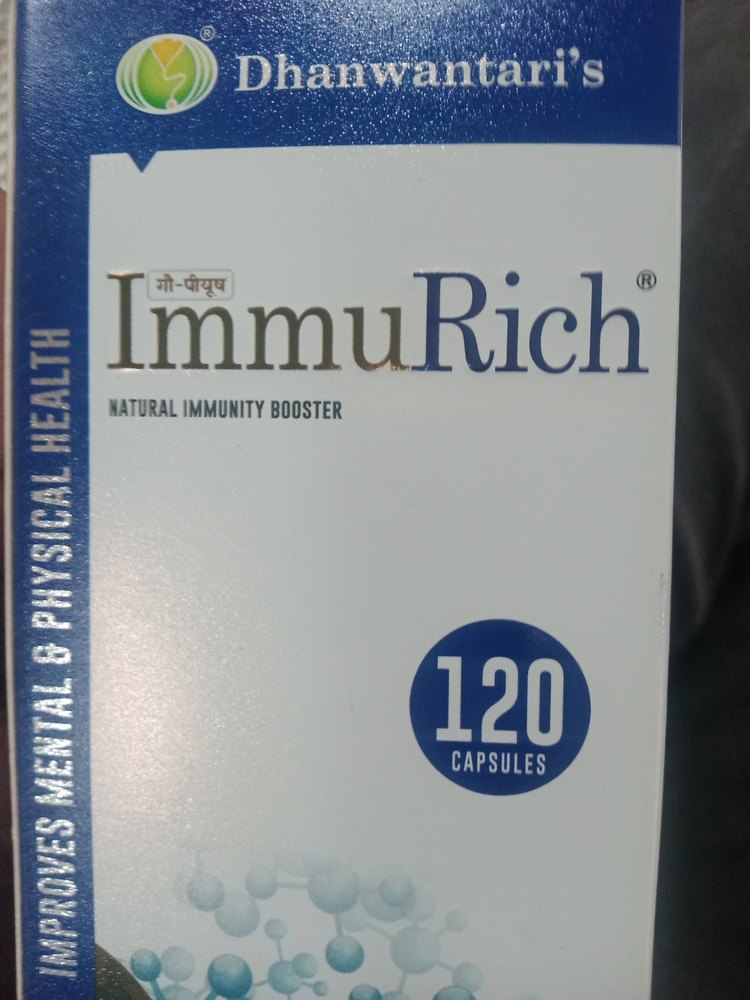 Dhanwantari's
®
गौ-पीयूष
ImmuRich®
NATURAL IMMUNITY BOOSTER
IMPROVES MENTAL & PHYSICAL HEALTH
120
CAPSULES